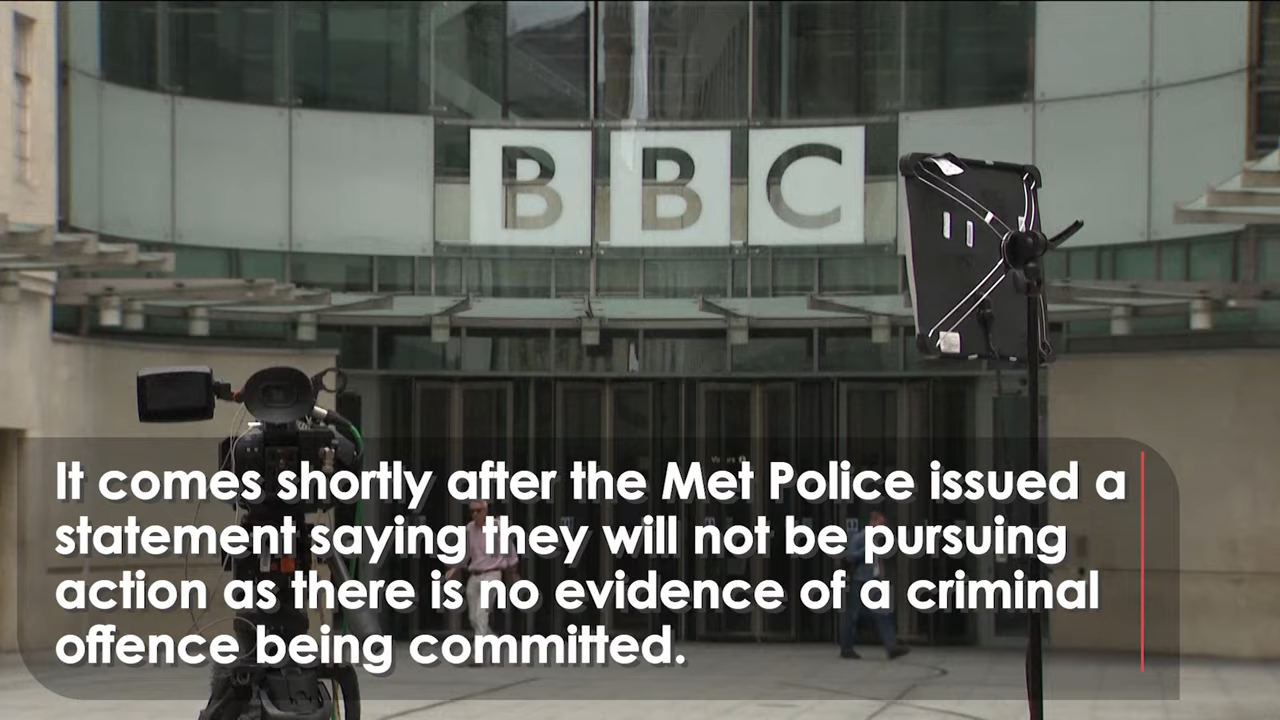 BBC
It comes shortly after the Met Police issued a
statement saying they will not be pursuing
action as there is no evidence of a criminal
offence being committed.